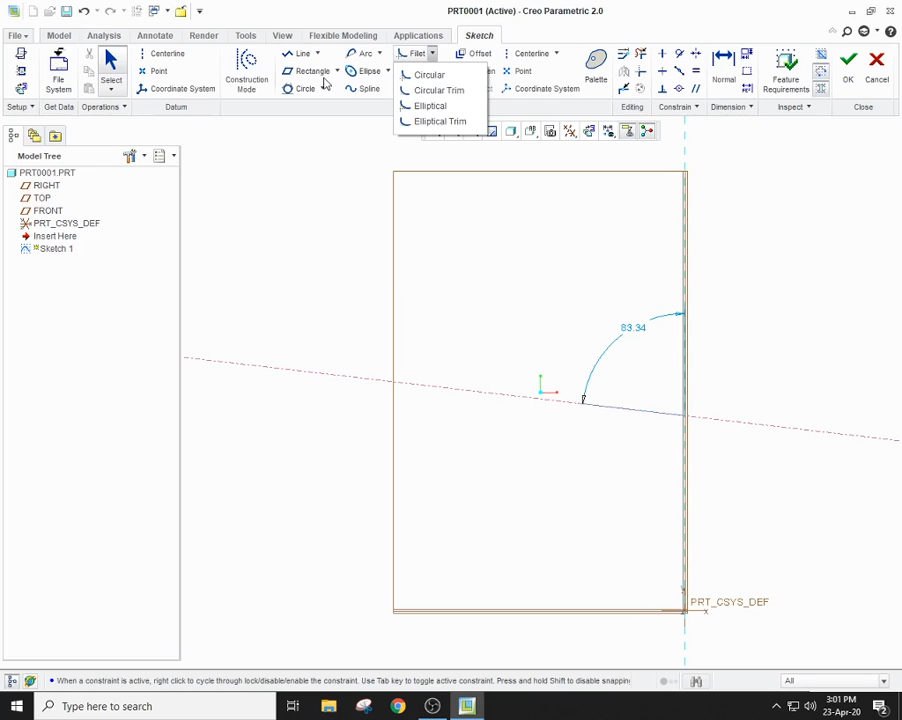 PRT0001 (Active) - Creo Parametric 2.0
File Model Analysis Annotate Render Tools View Flexible Modeling Applications Sketch
File System
Select
Centerline
Point
Coordinate System
Construction Mode
Line
Rectangle
Circle
Arc
Ellipse
Spline
Fillet
Circular
Circular Trim
Elliptical
Elliptical Trim
Offset
Centerline
Point
Coordinate System
Palette
Normal
Feature Requirements
OK
Cancel
Setup Get Data Operations Datum Editing Constrain Inspect Close
Model Tree
PRT0001.PRT
RIGHT
TOP
FRONT
PRT_CSYS_DEF
Insert Here
*Sketch 1
83.34
PRT_CSYS_DEF
• When a constraint is active, right click to cycle through lock/disable/enable the constraint. Use Tab key to toggle active constraint. Press and hold Shift to disable snapping
All
Type here to search
3:01 PM
23-Apr-20
2